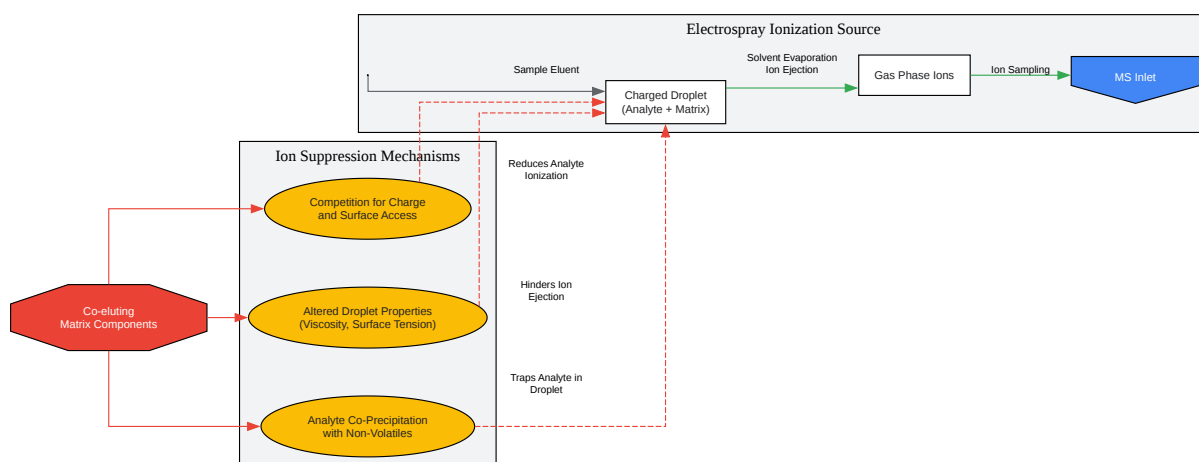 Electrospray Ionization Source
Sample Eluent
Solvent Evaporation
Ion Ejection
Charged Droplet
(Analyte + Matrix)
Gas Phase Ions
Ion Sampling
MS Inlet
Ion Suppression Mechanisms
Reduces Analyte
Ionization
Competition for Charge
and Surface Access
Hinders Ion
Ejection
Co-eluting
Matrix Components
Altered Droplet Properties
(Viscosity, Surface Tension)
Traps Analyte in
Droplet
Analyte Co-Precipitation
with Non-Volatiles